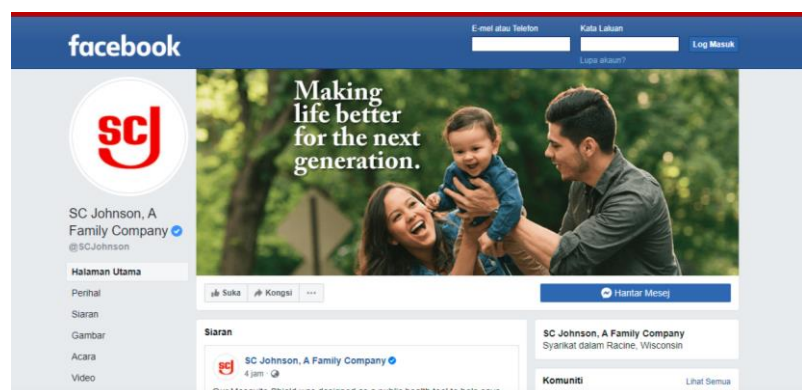 facebook
E-mel atau Telefon
Kata Laluan
Log Masuk
Lupa akaun?
scj
Making
life better
for the next
generation.
SC Johnson, A
Family Company
@SCJohnson
Halaman Utama
Perihal
Siaran
Gambar
Acara
Video
Suka
Kongsi
Hantar Mesej
Siaran
scj
SC Johnson, A Family Company
4 jam
SC Johnson, A Family Company
Syarikat dalam Racine, Wisconsin
Komuniti
Lihat Semua